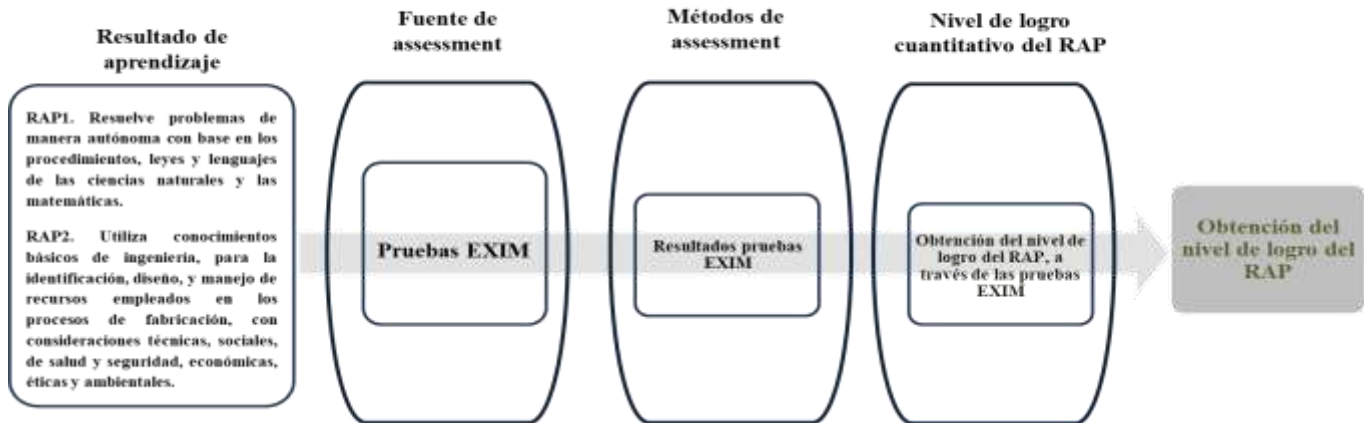 Resultado de
aprendizaje
RAP1. Resuelve problemas de
manera autónoma con base en los
procedimientos, leyes y lenguajes
de las ciencias naturales y las
matemáticas.
RAP2. Utiliza conocimientos
básicos de ingeniería, para la
identificación, diseño, y manejo de
recursos empleados en los
procesos de fabricación, con
consideraciones técnicas, sociales,
de salud y seguridad, económicas,
éticas y ambientales.
Fuente de
assessment
Pruebas EXIM
Métodos de
assessment
Resultados pruebas
EXIM
Nivel de logro
cuantitativo del RAP
Obtención del nivel de
logro del RAP, a
través de las pruebas
EXIM
Obtención del
nivel de logro del
RAP